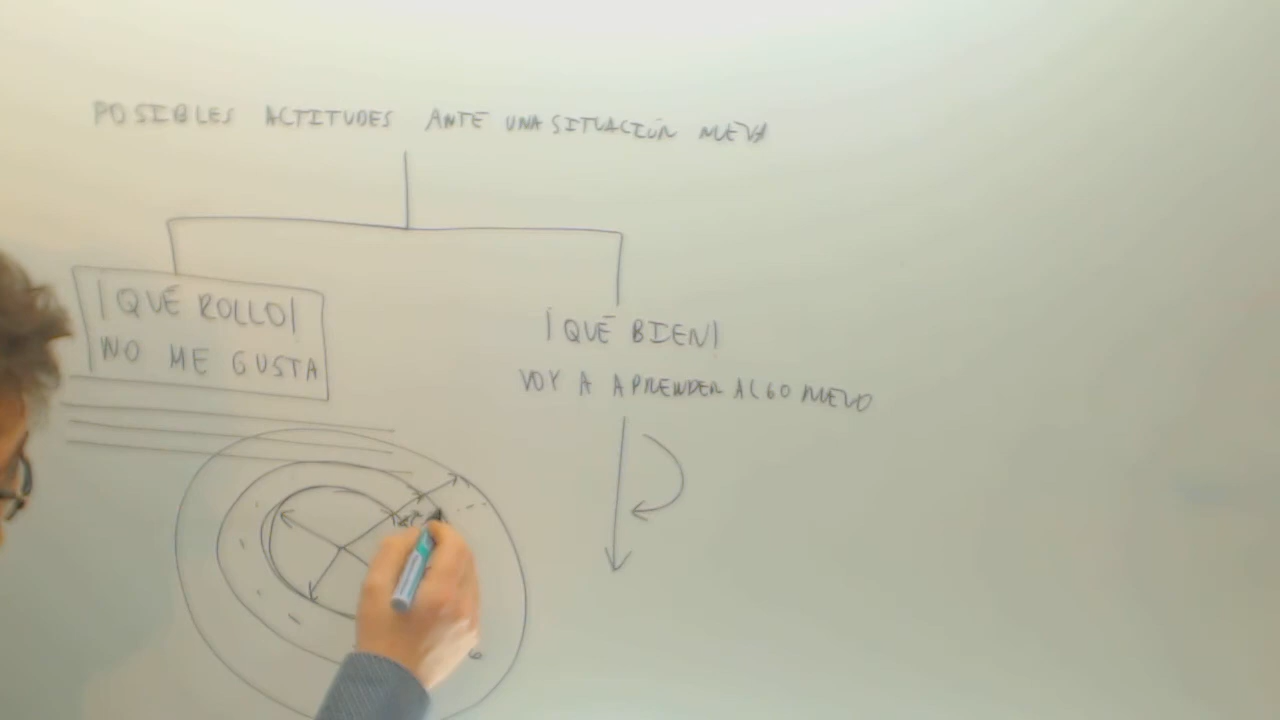 POSIBLES ACTITUDES ANTE UNA SITUACIÓN NUEVA
¡QUÉ ROLLO!
NO ME GUSTA
¡QUÉ BIEN!
VOY A APRENDER ALGO NUEVO